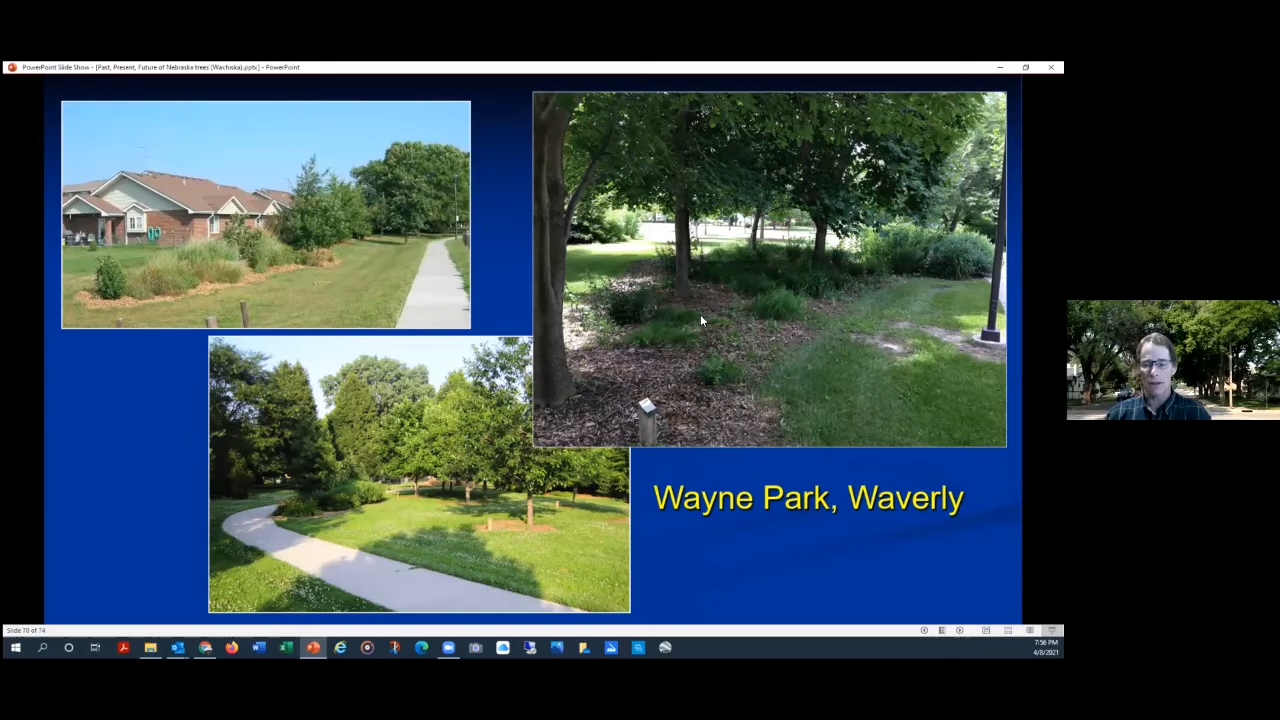 PowerPoint Slide Show - [Past, Present, Future of Nebraska trees (Wachiska).pptx] - PowerPoint
Wayne Park, Waverly
Slide 70 of 74
7:56 PM
4/8/2021